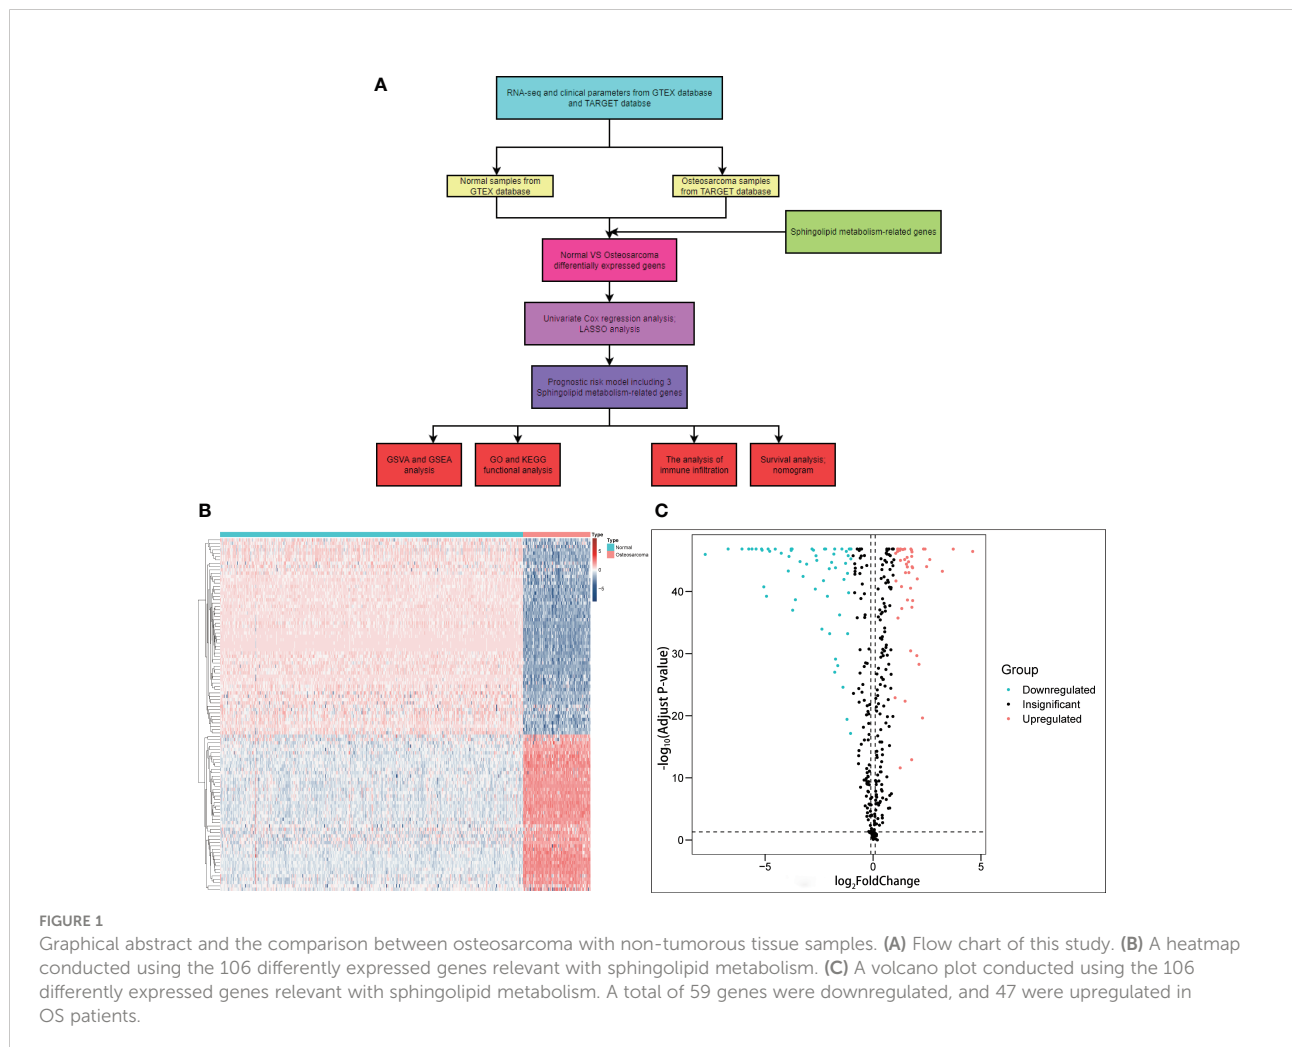 A
RNA-seq and clinical parameters from GTEX database
and TARGET databse
Normal samples from
GTEX database
Osteosarcoma samples
from TARGET database
Sphingolipid metabolism-related genes
Normal VS Osteosarcoma
differentially expressed geens
Univariate Cox regression analysis;
LASSO analysis
Prognostic risk model including 3
Sphingolipid metabolism-related genes
GSVA and GSEA
analysis
GO and KEGG
functional analysis
The analysis of
immune infiltration
Survival analysis;
nomogram
B
Type
Type
Normal
Osteosarcoma
5
0
−5
C
-log10(Adjust P-value)
40
30
20
10
0
−5
0
5
log2FoldChange
Group
Downregulated
Insignificant
Upregulated
FIGURE 1
Graphical abstract and the comparison between osteosarcoma with non-tumorous tissue samples. (A) Flow chart of this study. (B) A heatmap
conducted using the 106 differently expressed genes relevant with sphingolipid metabolism. (C) A volcano plot conducted using the 106
differently expressed genes relevant with sphingolipid metabolism. A total of 59 genes were downregulated, and 47 were upregulated in
OS patients.